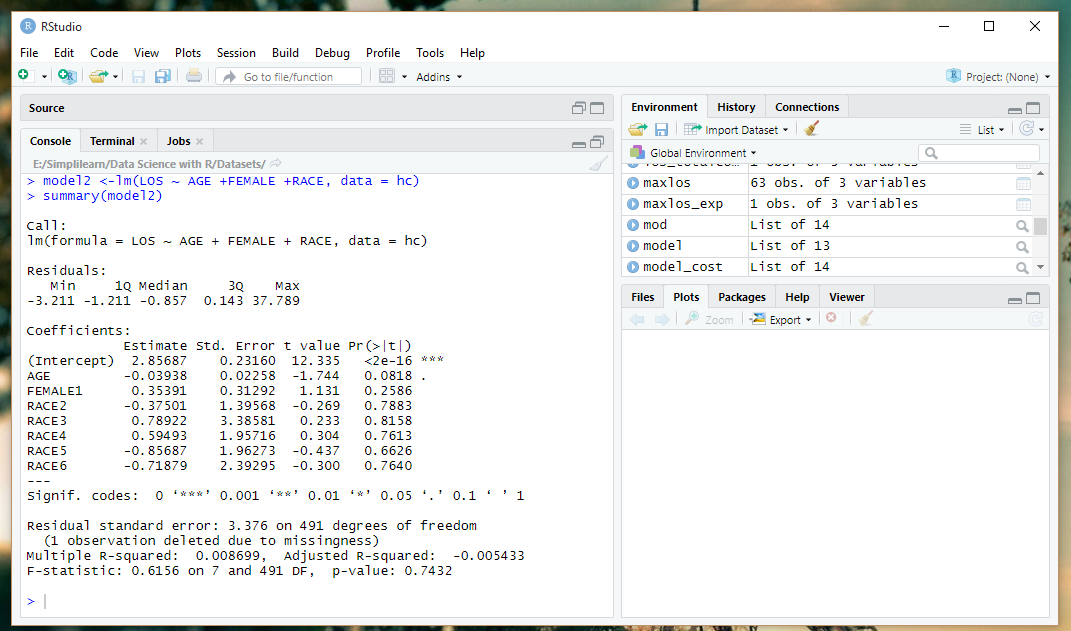 RStudio
File Edit Code View Plots Session Build Debug Profile Tools Help
Go to file/function Addins Project: (None)
Source
Console Terminal Jobs
E:/Simplilearn/Data Science with R/Datasets/
> model2 <-lm(LOS ~ AGE +FEMALE +RACE, data = hc)
> summary(model2)
Call:
lm(formula = LOS ~ AGE + FEMALE + RACE, data = hc)
Residuals:
Min 1Q Median 3Q Max
-3.211 -1.211 -0.857 0.143 37.789
Coefficients:
Estimate Std. Error t value Pr(>|t|)
(Intercept) 2.85687 0.23160 12.335 <2e-16 ***
AGE -0.03938 0.02258 -1.744 0.0818 .
FEMALE1 0.35391 0.31292 1.131 0.2586
RACE2 -0.37501 1.39568 -0.269 0.7883
RACE3 0.78922 3.38581 0.233 0.8158
RACE4 0.59493 1.95716 0.304 0.7613
RACE5 -0.85687 1.96273 -0.437 0.6626
RACE6 -0.71879 2.39295 -0.300 0.7640
---
Signif. codes: 0 ‘***’ 0.001 ‘**’ 0.01 ‘*’ 0.05 ‘.’ 0.1 ‘ ’ 1
Residual standard error: 3.376 on 491 degrees of freedom
(1 observation deleted due to missingness)
Multiple R-squared: 0.008699, Adjusted R-squared: -0.005433
F-statistic: 0.6156 on 7 and 491 DF, p-value: 0.7432
>
Environment History Connections
Import Dataset List
Global Environment
maxlos 63 obs. of 3 variables
maxlos_exp 1 obs. of 3 variables
mod List of 14
model List of 13
model_cost List of 14
Files Plots Packages Help Viewer
Zoom Export